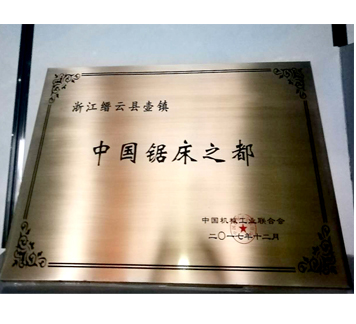 浙江缙云县壶镇
中国锯床之都
中国机械工业联合会
二〇一七年十二月